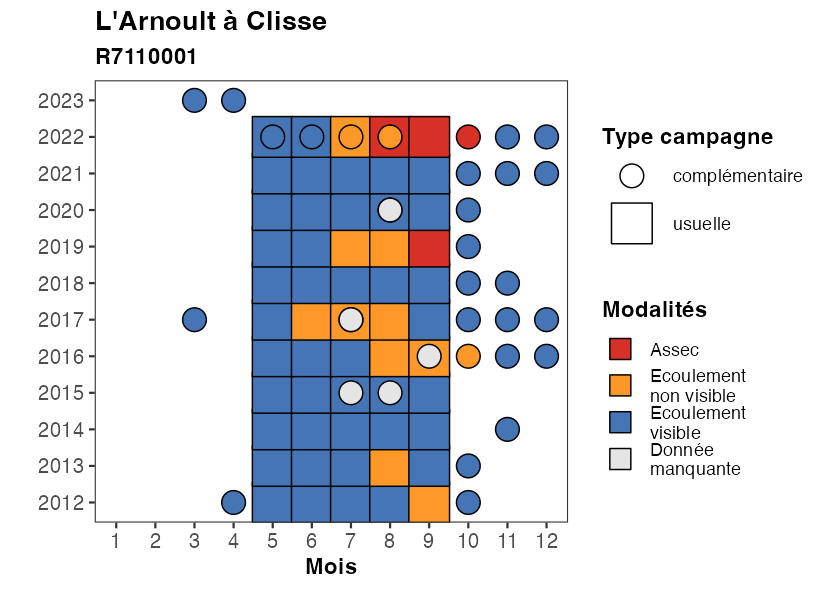 L'Arnoult à Clisse
R7110001
2023
2022
2021
2020
2019
2018
2017
2016
2015
2014
2013
2012
1 2 3 4 5 6 7 8 9 10 11 12
Mois
Type campagne
complémentaire
usuelle
Modalités
Assec
Ecoulement
non visible
Ecoulement
visible
Donnée
manquante